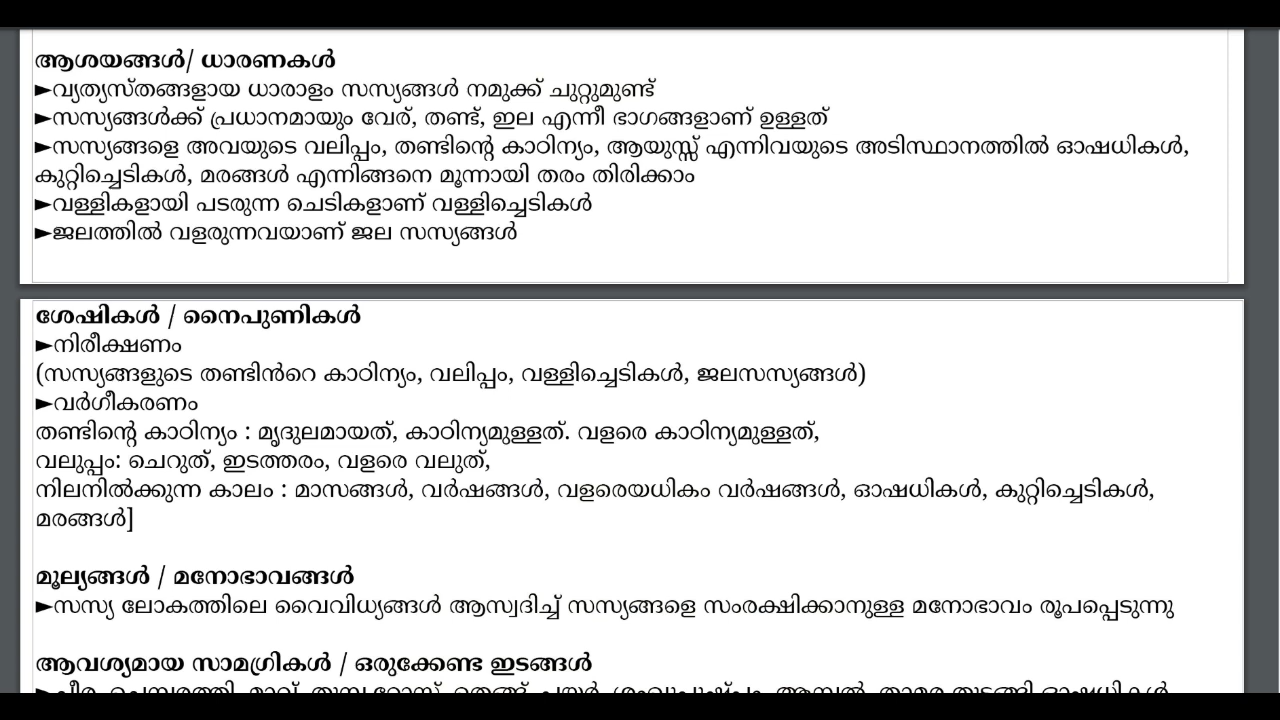 ആശയങ്ങൾ/ ധാരണകൾ
►വ്യത്യസ്തങ്ങളായ ധാരാളം സസ്യങ്ങൾ നമുക്ക് ചുറ്റുമുണ്ട്
►സസ്യങ്ങൾക്ക് പ്രധാനമായും വേര്, തണ്ട്, ഇല എന്നീ ഭാഗങ്ങളാണ് ഉള്ളത്
►സസ്യങ്ങളെ അവയുടെ വലിപ്പം, തണ്ടിന്റെ കാഠിന്യം, ആയുസ്സ് എന്നിവയുടെ അടിസ്ഥാനത്തിൽ ഓഷധികൾ,
കുറ്റിച്ചെടികൾ, മരങ്ങൾ എന്നിങ്ങനെ മൂന്നായി തരം തിരിക്കാം
►വള്ളികളായി പടരുന്ന ചെടികളാണ് വള്ളിച്ചെടികൾ
►ജലത്തിൽ വളരുന്നവയാണ് ജല സസ്യങ്ങൾ
ശേഷികൾ / നൈപുണികൾ
►നിരീക്ഷണം
(സസ്യങ്ങളുടെ തണ്ടിൻറെ കാഠിന്യം, വലിപ്പം, വള്ളിച്ചെടികൾ, ജലസസ്യങ്ങൾ)
►വർഗീകരണം
തണ്ടിന്റെ കാഠിന്യം : മൃദുലമായത്, കാഠിന്യമുള്ളത്. വളരെ കാഠിന്യമുള്ളത്,
വലുപ്പം: ചെറുത്, ഇടത്തരം, വളരെ വലുത്,
നിലനിൽക്കുന്ന കാലം : മാസങ്ങൾ, വർഷങ്ങൾ, വളരെയധികം വർഷങ്ങൾ, ഓഷധികൾ, കുറ്റിച്ചെടികൾ,
മരങ്ങൾ]
മൂല്യങ്ങൾ / മനോഭാവങ്ങൾ
►സസ്യ ലോകത്തിലെ വൈവിധ്യങ്ങൾ ആസ്വദിച്ച് സസ്യങ്ങളെ സംരക്ഷിക്കാനുള്ള മനോഭാവം രൂപപ്പെടുന്നു
ആവശ്യമായ സാമഗ്രികൾ / ഒരുക്കേണ്ട ഇടങ്ങൾ